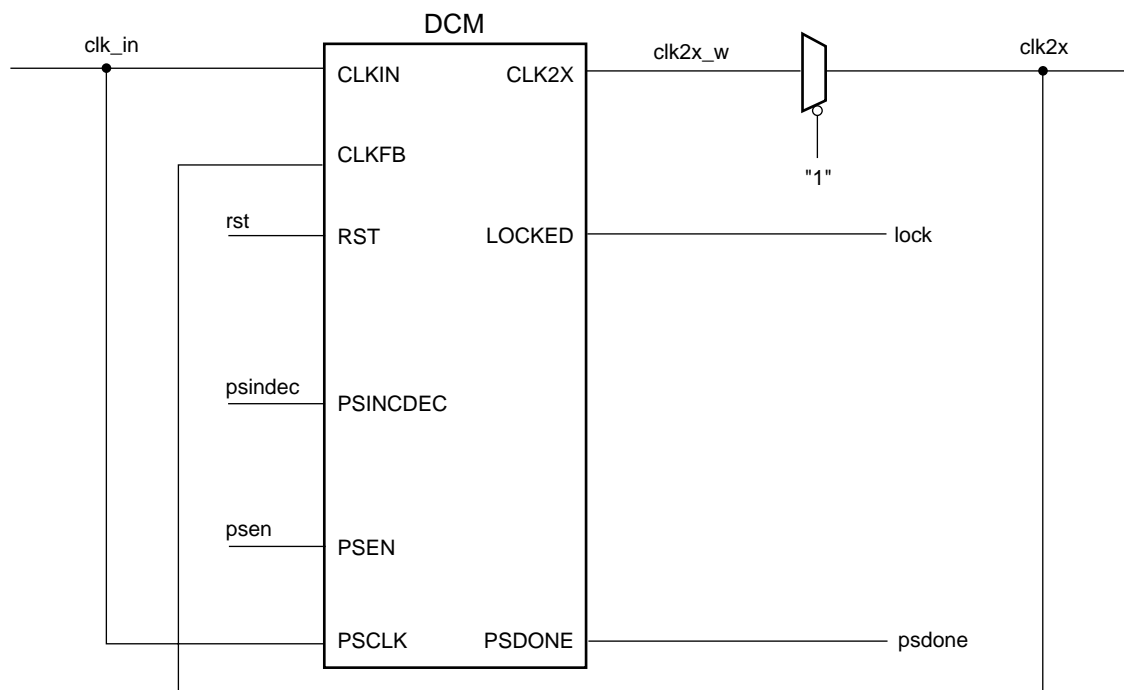 DCM
clk_in
clk2x_w
clk2x
CLKIN
CLK2X
CLKFB
"1"
rst
RST
LOCKED
lock
psindec
PSINCDEC
psen
PSEN
PSCLK
PSDONE
psdone